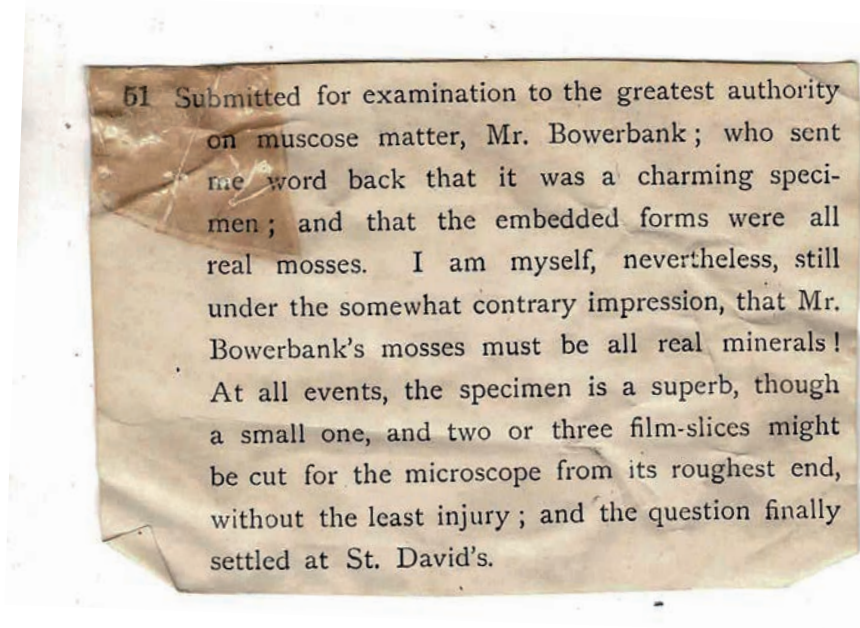 51 Submitted for examination to the greatest authority
on muscose matter, Mr. Bowerbank ; who sent
me word back that it was a charming speci-
men ; and that the embedded forms were all
real mosses. I am myself, nevertheless, still
under the somewhat contrary impression, that Mr.
Bowerbank's mosses must be all real minerals !
At all events, the specimen is a superb, though
a small one, and two or three film-slices might
be cut for the microscope from its roughest end,
without the least injury ; and the question finally
settled at St. David's.